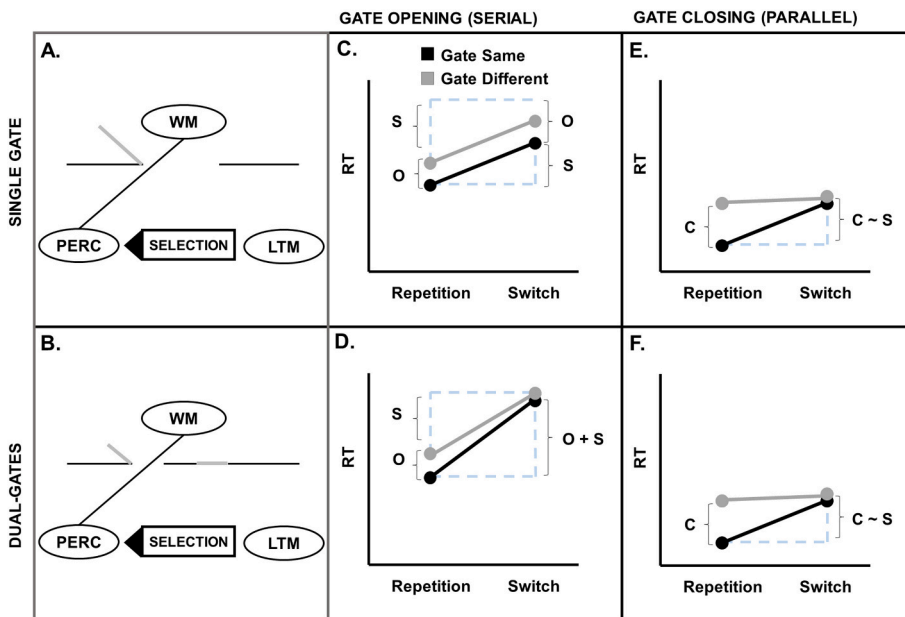 GATE OPENING (SERIAL)
GATE CLOSING (PARALLEL)
SINGLE GATE
A.
WM
PERC
SELECTION
LTM
C.
Gate Same
Gate Different
RT
S
O
O
S
Repetition
Switch
E.
RT
C
C ~ S
Repetition
Switch
DUAL-GATES
B.
WM
PERC
SELECTION
LTM
D.
RT
S
O
O + S
Repetition
Switch
F.
RT
C
C ~ S
Repetition
Switch